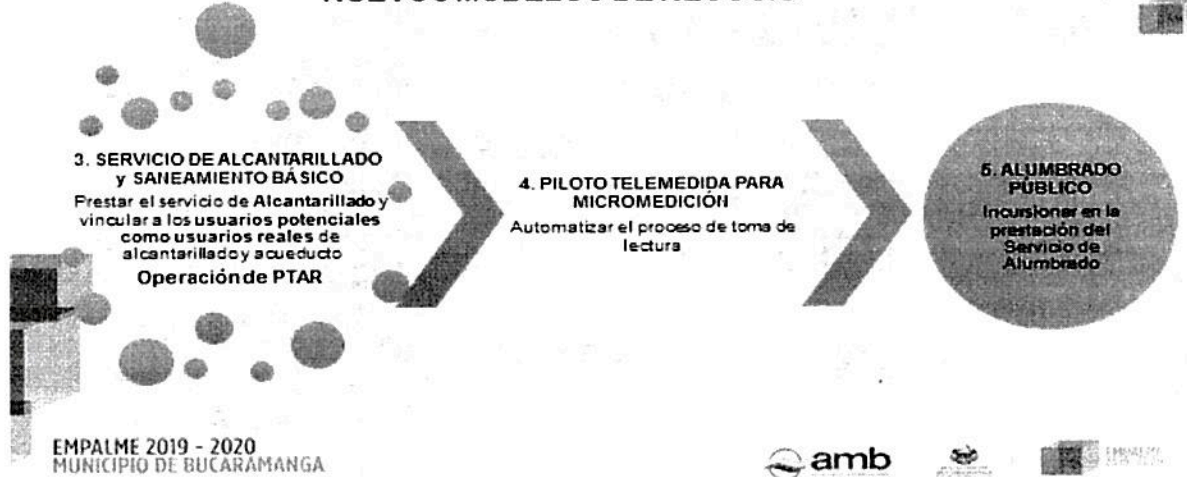 3. SERVICIO DE ALCANTARILLADO
y SANEAMIENTO BÁSICO
Prestar el servicio de Alcantarillado y
vincular a los usuarios potenciales
como usuarios reales de
alcantarillado y acueducto
Operación de PTAR
4. PILOTO TELEMEDIDA PARA
MICROMEDICIÓN
Automatizar el proceso de toma de
lectura
5. ALUMBRADO
PÚBLICO
Incursionar en la
prestación del
Servicio de
Alumbrado
EMPALME 2019 - 2020
MUNICIPIO DE BUCARAMANGA
amb